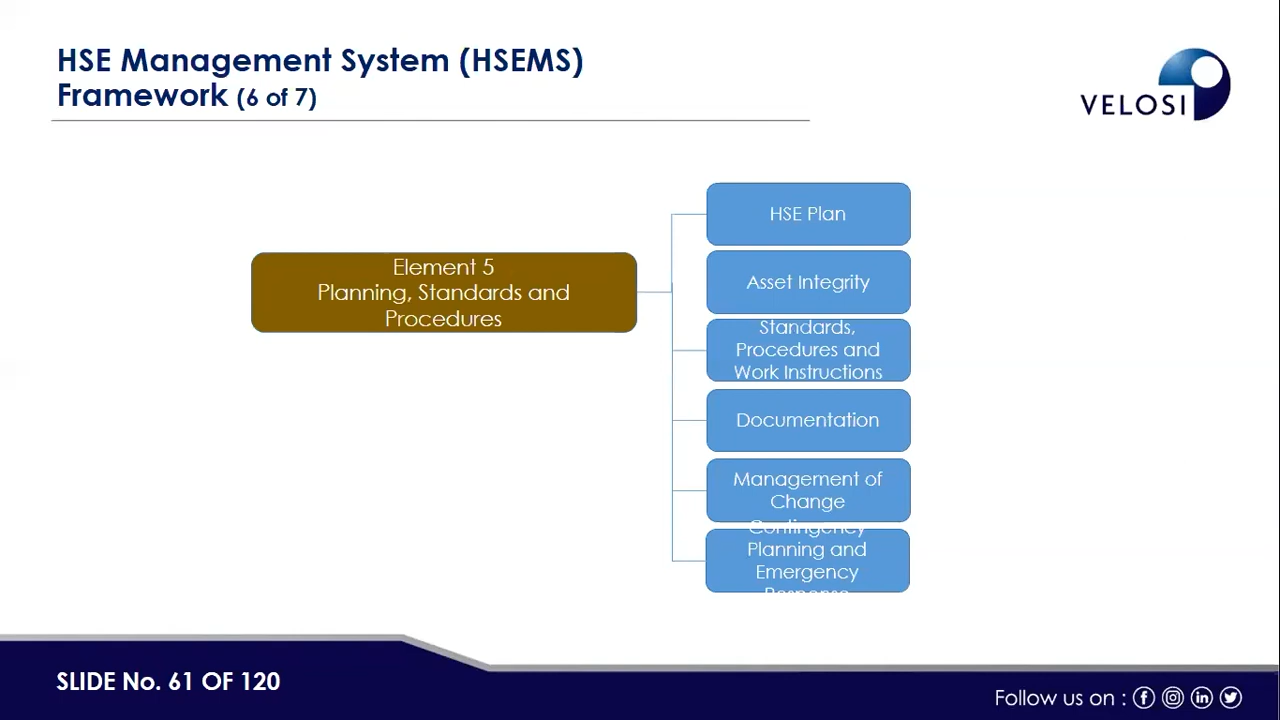 HSE Management System (HSEMS)
Framework (6 of 7)
VELOSI
HSE Plan
Element 5
Planning, Standards and
Procedures
Asset Integrity
Standards,
Procedures and
Work Instructions
Documentation
Management of
Change
Contingency
Planning and
Emergency
Response
SLIDE No. 61 OF 120
Follow us on :